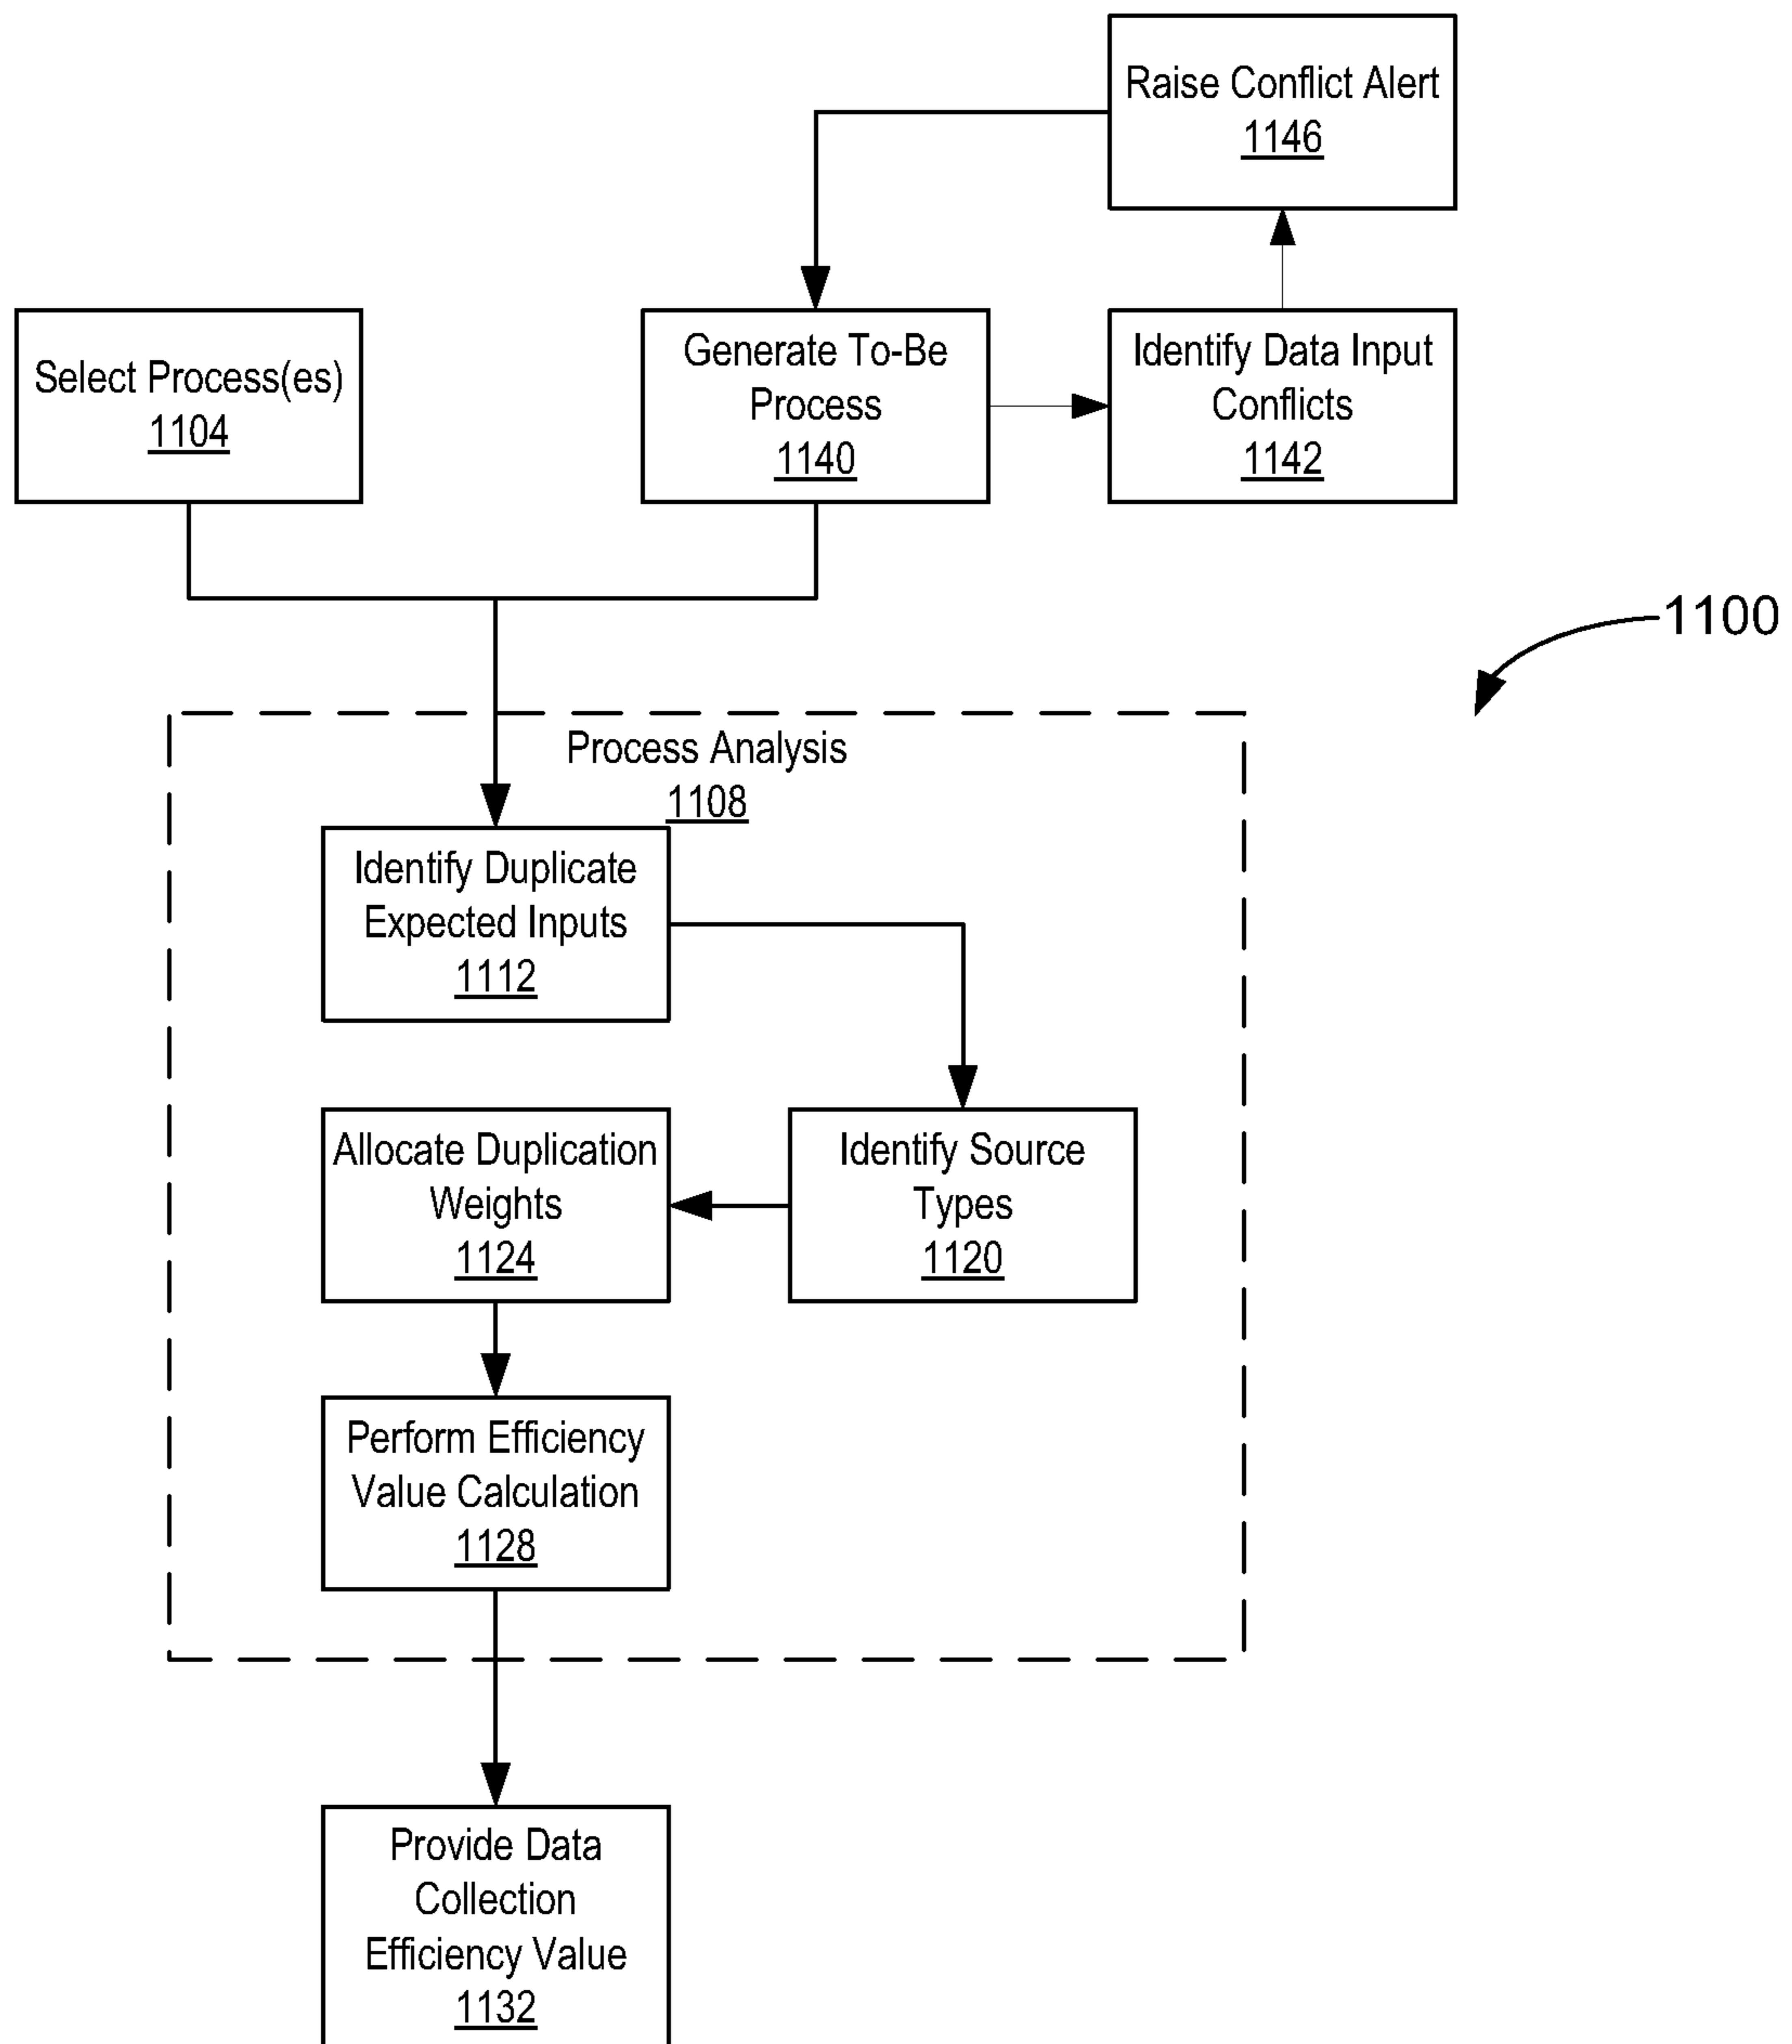 Raise Conflict Alert
1146
Select Process(es)
1104
Generate To-Be
Process
1140
Identify Data Input
Conflicts
1142
1100
Process Analysis
1108
Identify Duplicate
Expected Inputs
1112
Allocate Duplication
Weights
1124
Identify Source
Types
1120
Perform Efficiency
Value Calculation
1128
Provide Data
Collection
Efficiency Value
1132